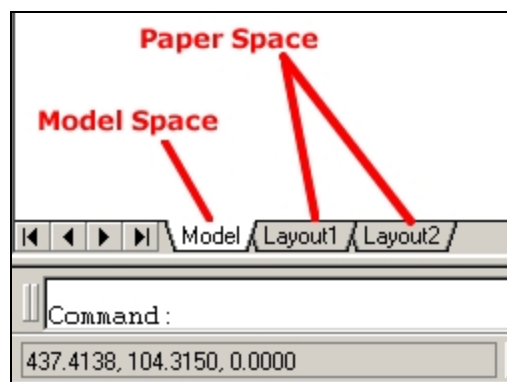 Paper Space
Model Space
Model Layout1 Layout2
Command:
437.4138, 104.3150, 0.0000